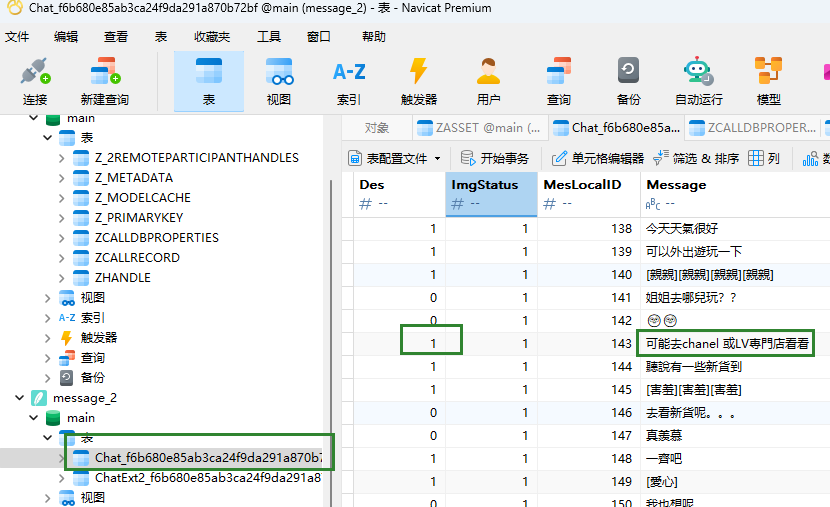 Chat_f6b680e85ab3ca24f9da291a870b72bf @main (message_2) - 表 - Navicat Premium
文件 编辑 查看 表 收藏夹 工具 窗口 帮助
连接 新建查询 表 视图 A-Z 索引 触发器 用户 查询 备份 自动运行 模型
main
表
Z_2REMOTEPARTICIPANTHANDLES
Z_METADATA
Z_MODELCACHE
Z_PRIMARYKEY
ZCALLDBPROPERTIES
ZCALLRECORD
ZHANDLE
视图
A-Z 索引
触发器
查询
备份
message_2
main
表
Chat_f6b680e85ab3ca24f9da291a870b7
ChatExt2_f6b680e85ab3ca24f9da291a8
视图
对象 ZASSET @main (... Chat_f6b680e85a... ZCALLDBPROPER...
表配置文件 开始事务 单元格编辑器 筛选 & 排序 列 数
Des ImgStatus MesLocalID Message
# -- # -- # -- ABC --
1 1 138 今天天氣很好
1 1 139 可以外出遊玩一下
1 1 140 [親親][親親][親親][親親]
0 1 141 姐姐去哪兒玩？？
0 1 142 😳😳
1 1 143 可能去chanel 或LV專門店看看
1 1 144 聽說有一些新貨到
1 1 145 [害羞][害羞][害羞]
0 1 146 去看新貨呢。。。
0 1 147 真羨慕
1 1 148 一齊吧
1 1 149 [愛心]
0 1 150 我也想呢